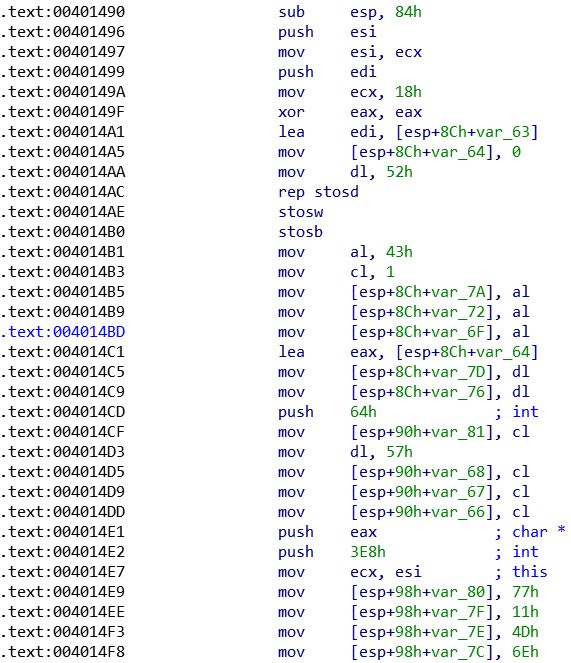 .text:00401490 sub esp, 84h
.text:00401496 push esi
.text:00401497 mov esi, ecx
.text:00401499 push edi
.text:0040149A mov ecx, 18h
.text:0040149F xor eax, eax
.text:004014A1 lea edi, [esp+8Ch+var_63]
.text:004014A5 mov [esp+8Ch+var_64], 0
.text:004014AA mov dl, 52h
.text:004014AC rep stosd
.text:004014AE stosw
.text:004014B0 stosb
.text:004014B1 mov al, 43h
.text:004014B3 mov cl, 1
.text:004014B5 mov [esp+8Ch+var_7A], al
.text:004014B9 mov [esp+8Ch+var_72], al
.text:004014BD mov [esp+8Ch+var_6F], al
.text:004014C1 lea eax, [esp+8Ch+var_64]
.text:004014C5 mov [esp+8Ch+var_7D], dl
.text:004014C9 mov [esp+8Ch+var_76], dl
.text:004014CD push 64h ; int
.text:004014CF mov [esp+90h+var_81], cl
.text:004014D3 mov dl, 57h
.text:004014D5 mov [esp+90h+var_68], cl
.text:004014D9 mov [esp+90h+var_67], cl
.text:004014DD mov [esp+90h+var_66], cl
.text:004014E1 push eax ; char *
.text:004014E2 push 3E8h ; int
.text:004014E7 mov ecx, esi ; this
.text:004014E9 mov [esp+98h+var_80], 77h
.text:004014EE mov [esp+98h+var_7F], 11h
.text:004014F3 mov [esp+98h+var_7E], 4Dh
.text:004014F8 mov [esp+98h+var_7C], 6Eh